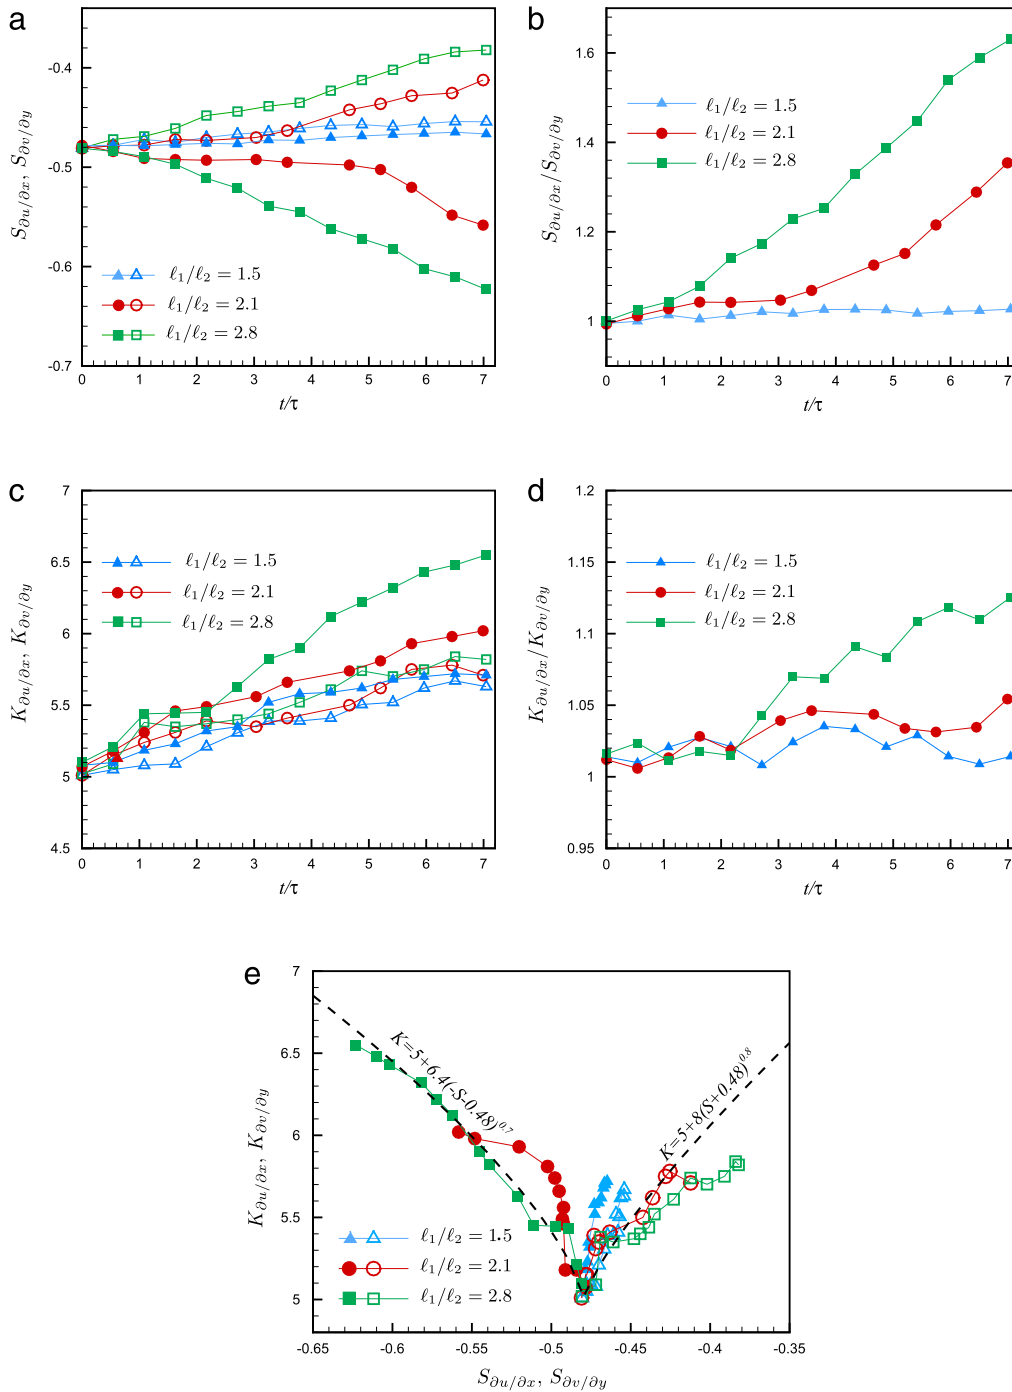 a
S∂u/∂x, S∂v/∂y
-0.4
-0.5
-0.6
-0.7
ℓ1/ℓ2 = 1.5
ℓ1/ℓ2 = 2.1
ℓ1/ℓ2 = 2.8
0 1 2 3 4 5 6 7
t/τ
b
S∂u/∂x/S∂v/∂y
1.6
1.4
1.2
1
ℓ1/ℓ2 = 1.5
ℓ1/ℓ2 = 2.1
ℓ1/ℓ2 = 2.8
0 1 2 3 4 5 6 7
t/τ
c
K∂u/∂x, K∂v/∂y
7
6.5
6
5.5
5
4.5
ℓ1/ℓ2 = 1.5
ℓ1/ℓ2 = 2.1
ℓ1/ℓ2 = 2.8
0 1 2 3 4 5 6 7
t/τ
d
K∂u/∂x/K∂v/∂y
1.2
1.15
1.1
1.05
1
0.95
ℓ1/ℓ2 = 1.5
ℓ1/ℓ2 = 2.1
ℓ1/ℓ2 = 2.8
0 1 2 3 4 5 6 7
t/τ
e
K∂u/∂x, K∂v/∂y
7
6.5
6
5.5
5
K=5+6.4(-S-0.48)^0.7
K=5+8(S+0.48)^0.8
ℓ1/ℓ2 = 1.5
ℓ1/ℓ2 = 2.1
ℓ1/ℓ2 = 2.8
-0.65 -0.6 -0.55 -0.5 -0.45 -0.4 -0.35
S∂u/∂x, S∂v/∂y